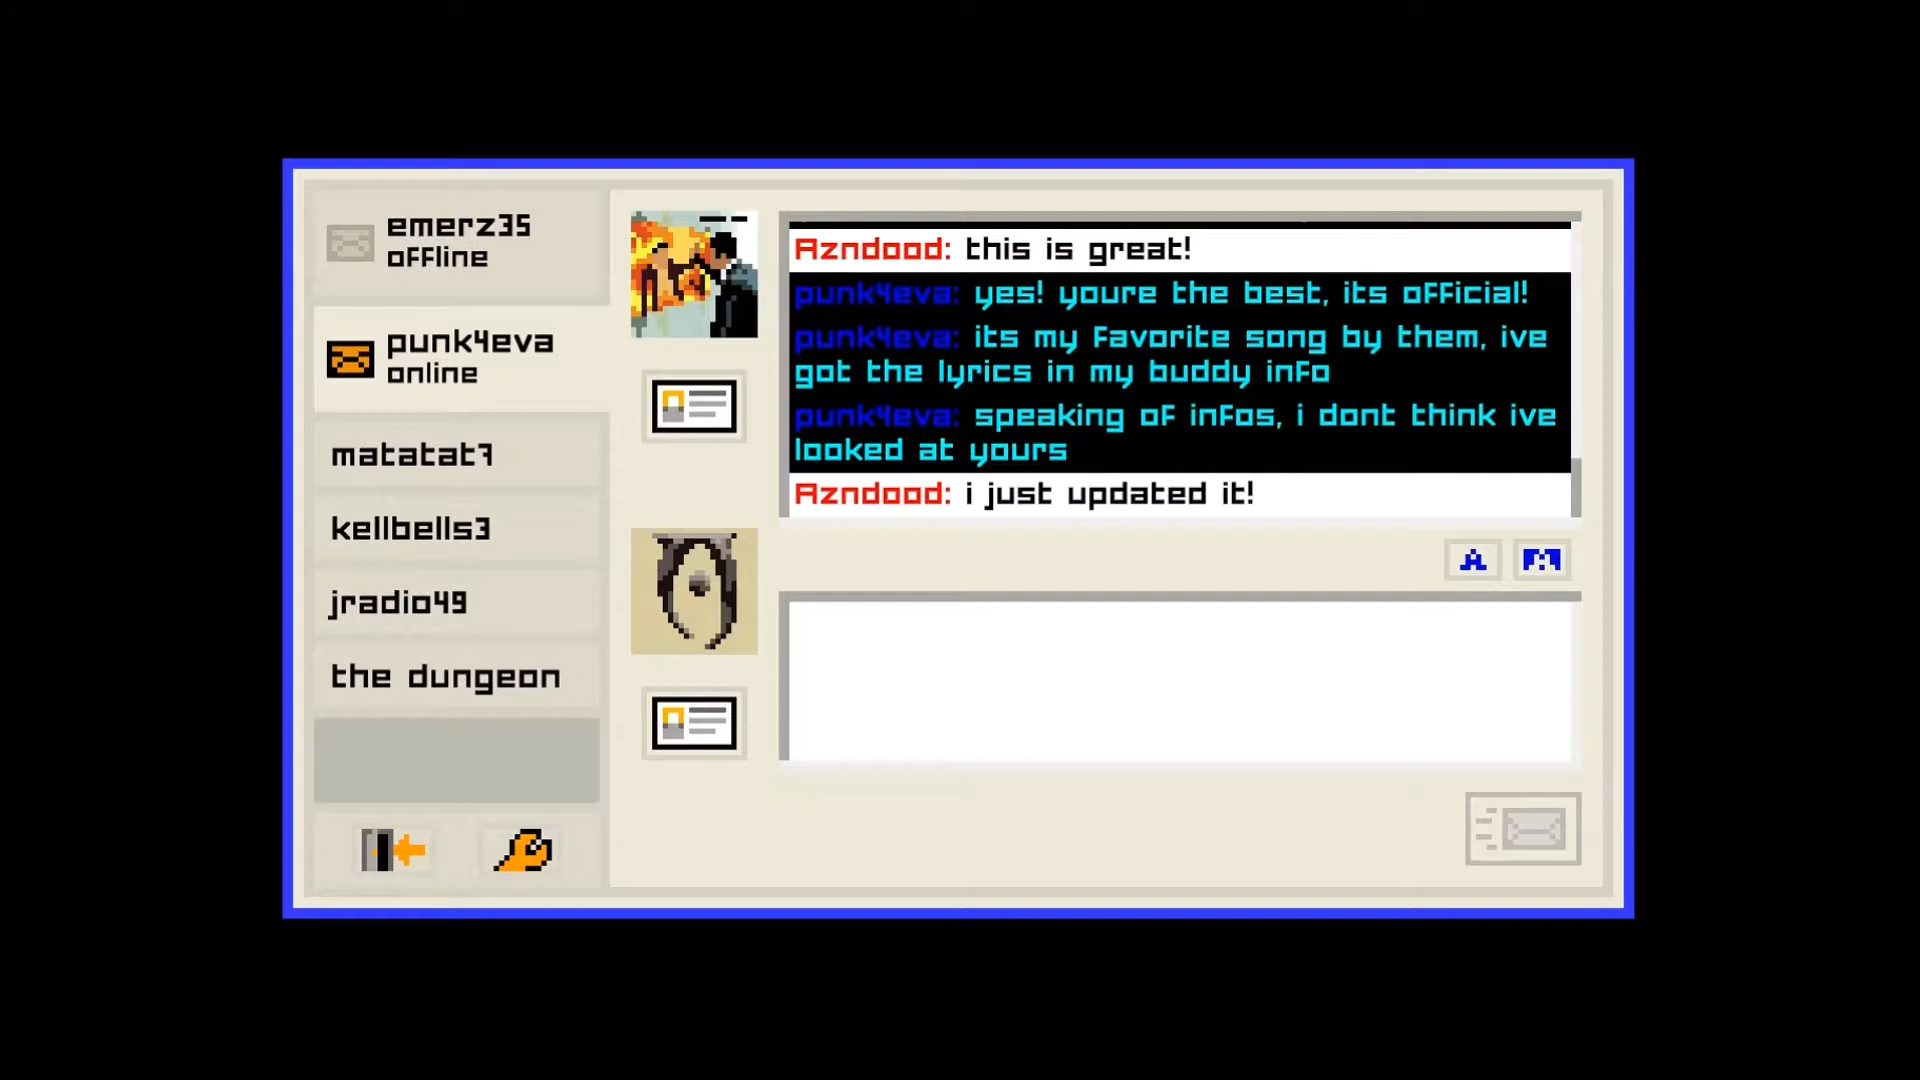 emerz35
offline
punk4eva
online
matatat7
kellbells3
jradio49
the dungeon
Azndood: this is great!
punk4eva: yes! youre the best, its official!
punk4eva: its my favorite song by them, ive
got the lyrics in my buddy info
punk4eva: speaking of infos, i dont think ive
looked at yours
Azndood: i just updated it!
A